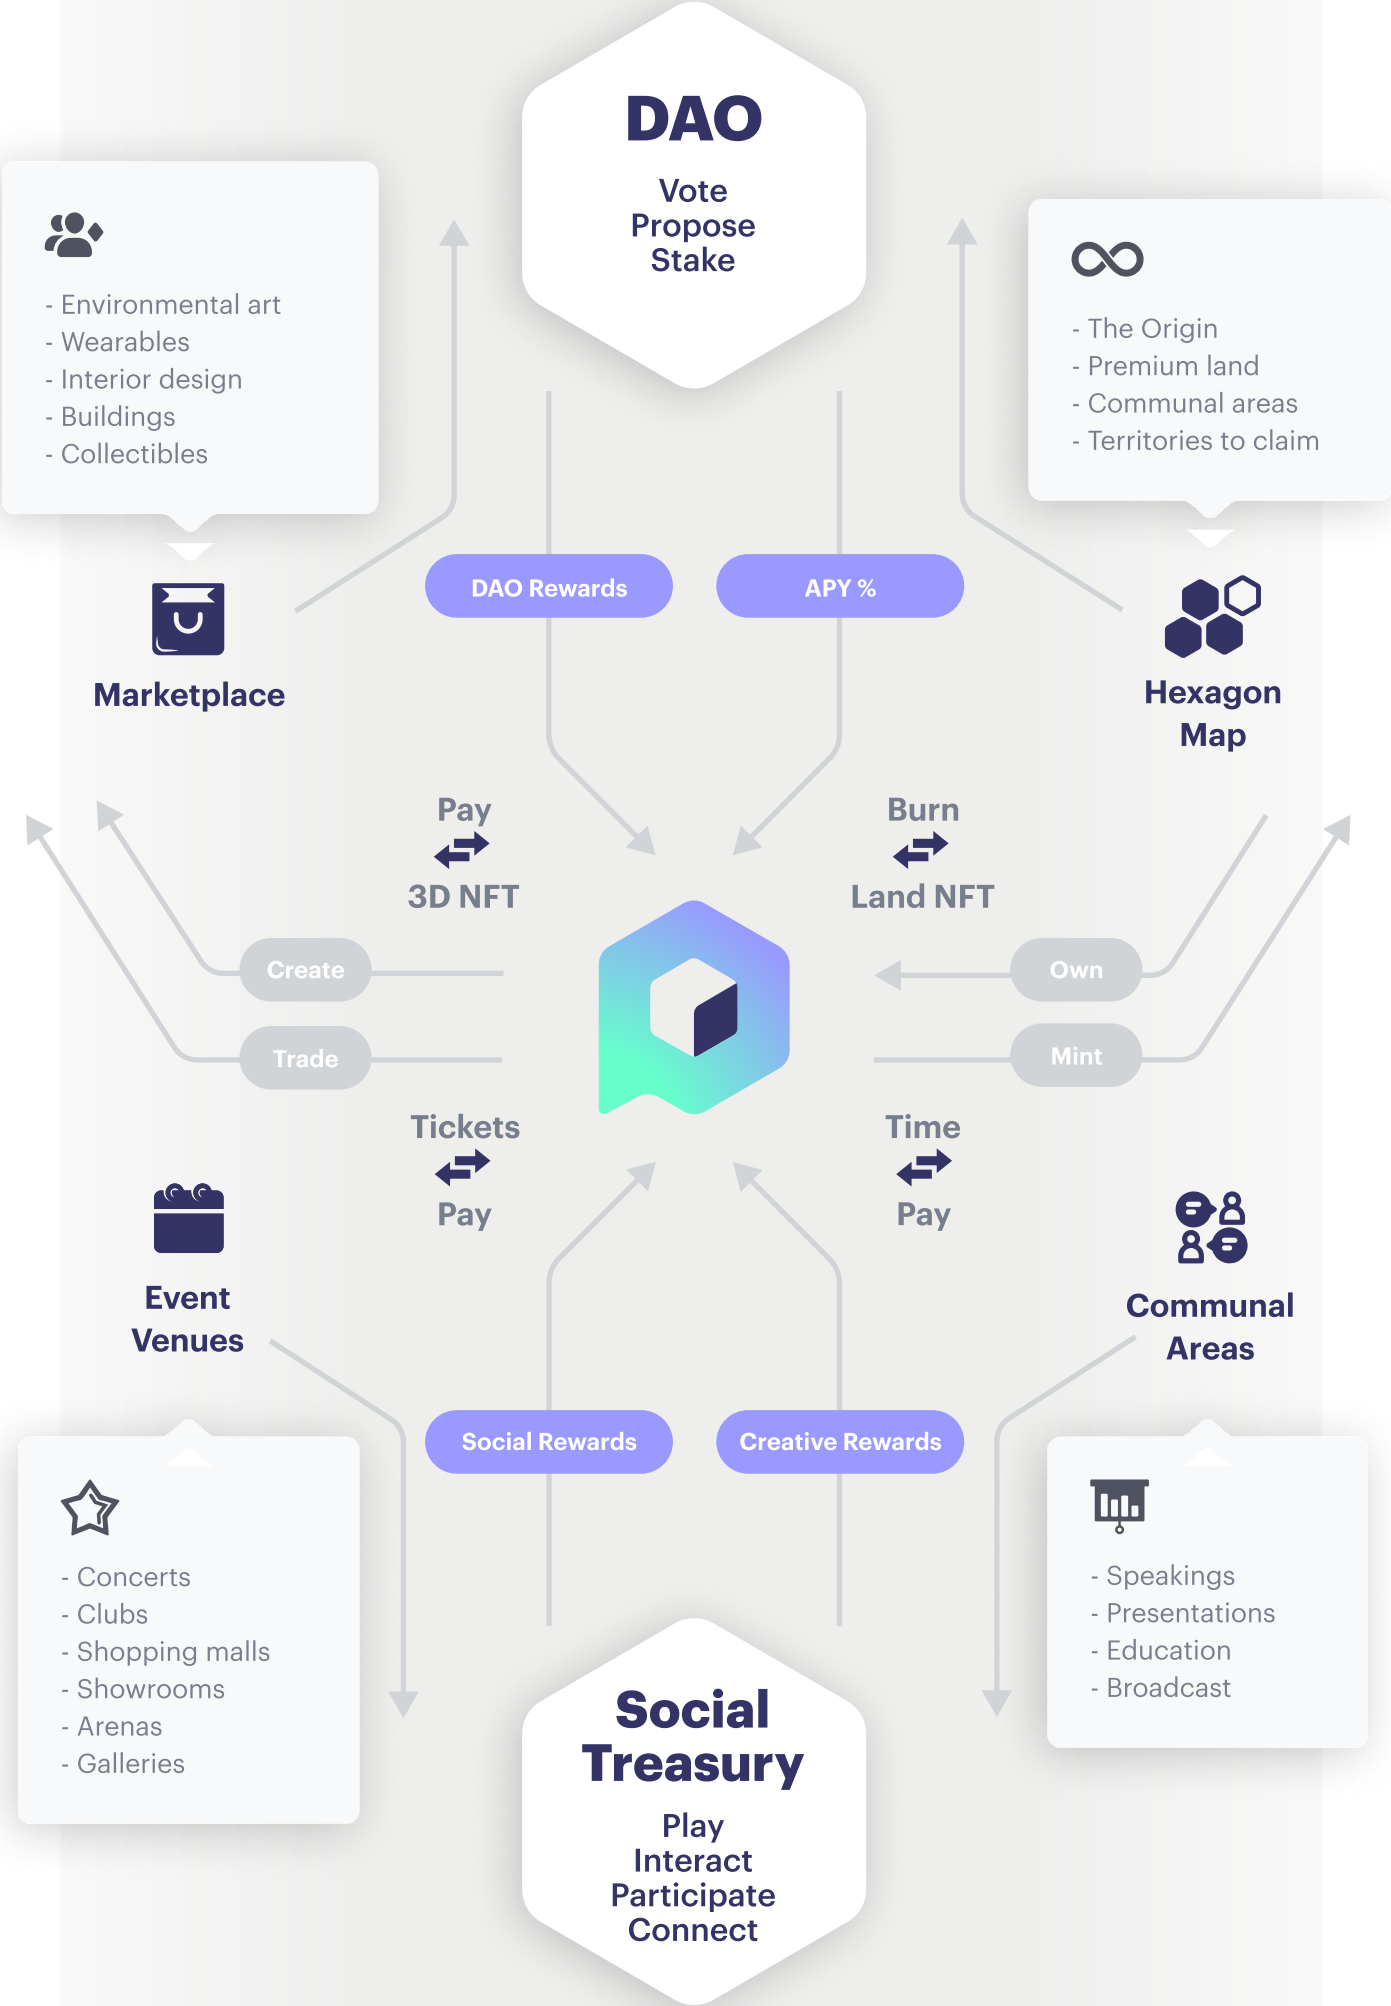 DAO
Vote
Propose
Stake
- Environmental art
- Wearables
- Interior design
- Buildings
- Collectibles
- The Origin
- Premium land
- Communal areas
- Territories to claim
DAO Rewards
APY %
Marketplace
Hexagon
Map
Pay
3D NFT
Burn
Land NFT
Create
Trade
Own
Mint
Tickets
Pay
Time
Pay
Event
Venues
Communal
Areas
Social Rewards
Creative Rewards
- Concerts
- Clubs
- Shopping malls
- Showrooms
- Arenas
- Galleries
- Speakings
- Presentations
- Education
- Broadcast
Social
Treasury
Play
Interact
Participate
Connect